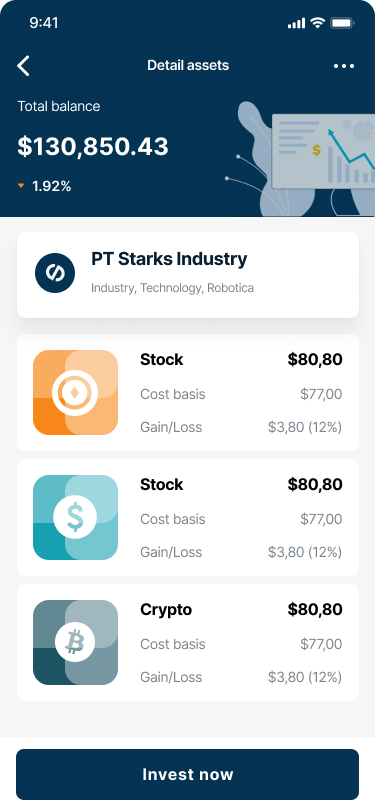 9:41
Detail assets
Total balance
$130,850.43
1.92%
$
PT Starks Industry
Industry, Technology, Robotica
Stock $80,80
Cost basis $77,00
Gain/Loss $3,80 (12%)
$
Stock $80,80
Cost basis $77,00
Gain/Loss $3,80 (12%)
Crypto $80,80
Cost basis $77,00
Gain/Loss $3,80 (12%)
Invest now